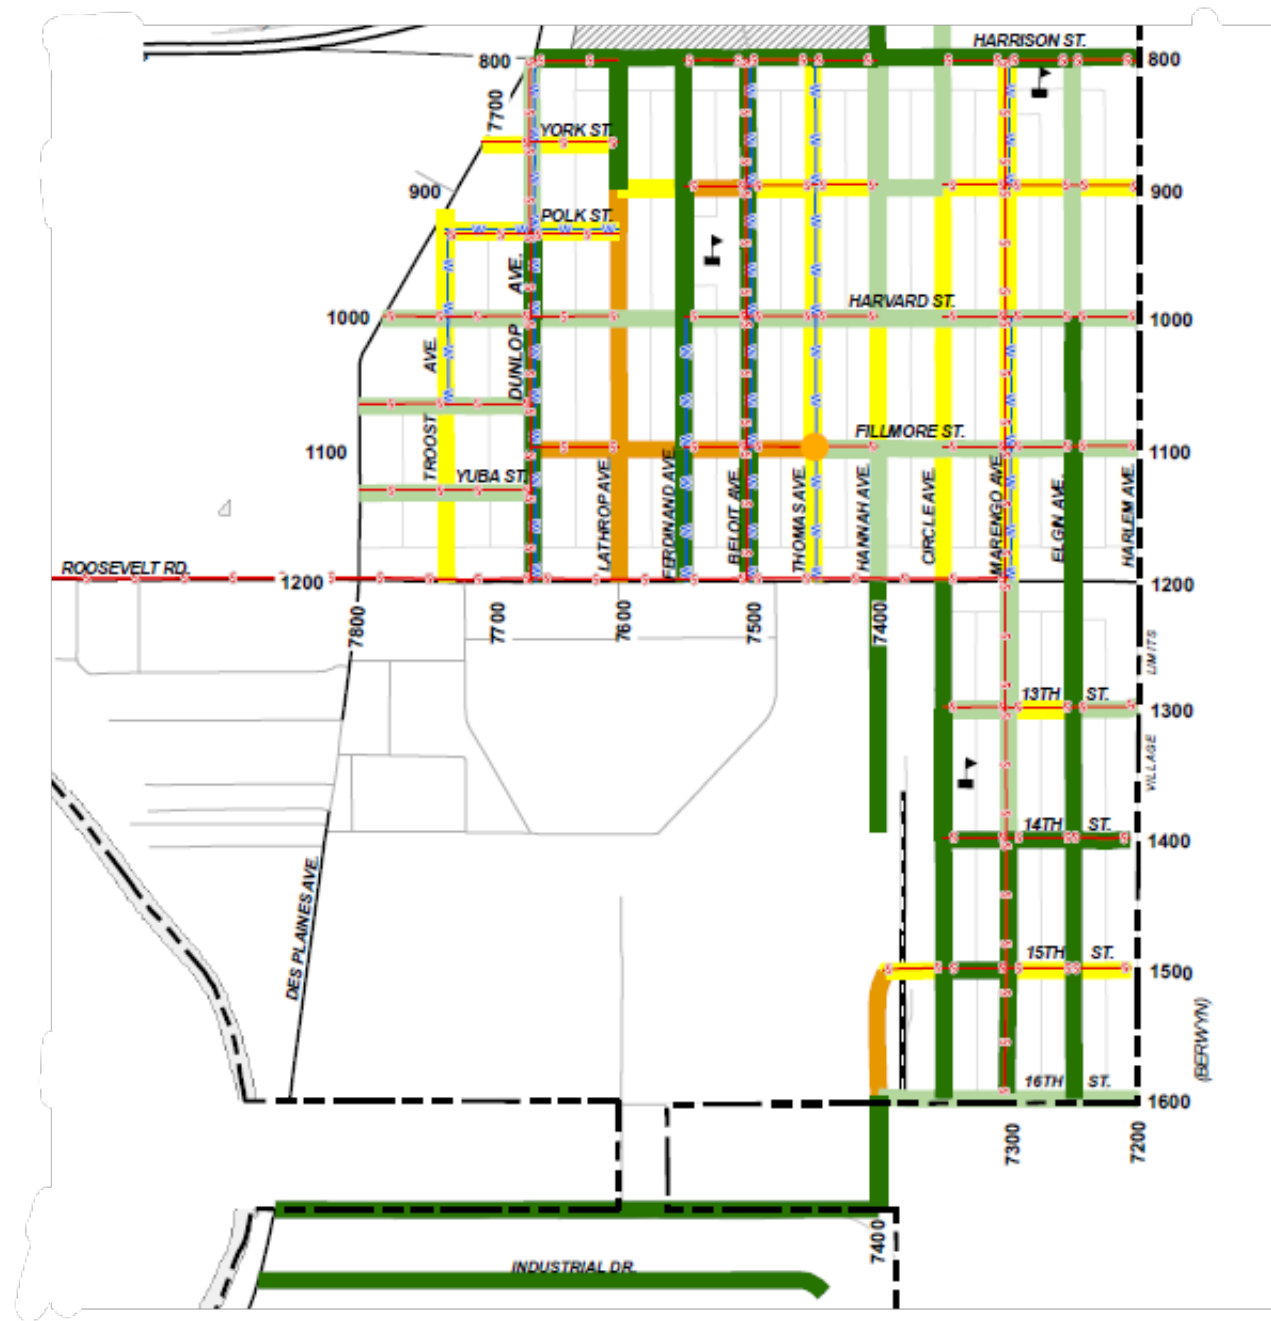 HARRISON ST.
800
800
7700
YORK ST.
900
900
POLK ST.
AVE.
DUNLOP
HARVARD ST.
1000
1000
AVE.
TROOST
FILLMORE ST.
1100
1100
YUBA ST.
LATHROP AVE.
FERDINAND AVE.
BELOIT AVE.
THOMAS AVE.
HANNAH AVE.
CIRCLE AVE.
MARENGO AVE.
ELGIN AVE.
HARLEM AVE.
ROOSEVELT RD.
1200
1200
7800
7700
7600
7500
7400
LIMITS
VILLAGE
13TH ST.
1300
14TH ST.
1400
DES PLAINES AVE.
15TH ST.
1500
(BERWYN)
16TH ST.
1600
7300
7200
7400
INDUSTRIAL DR.